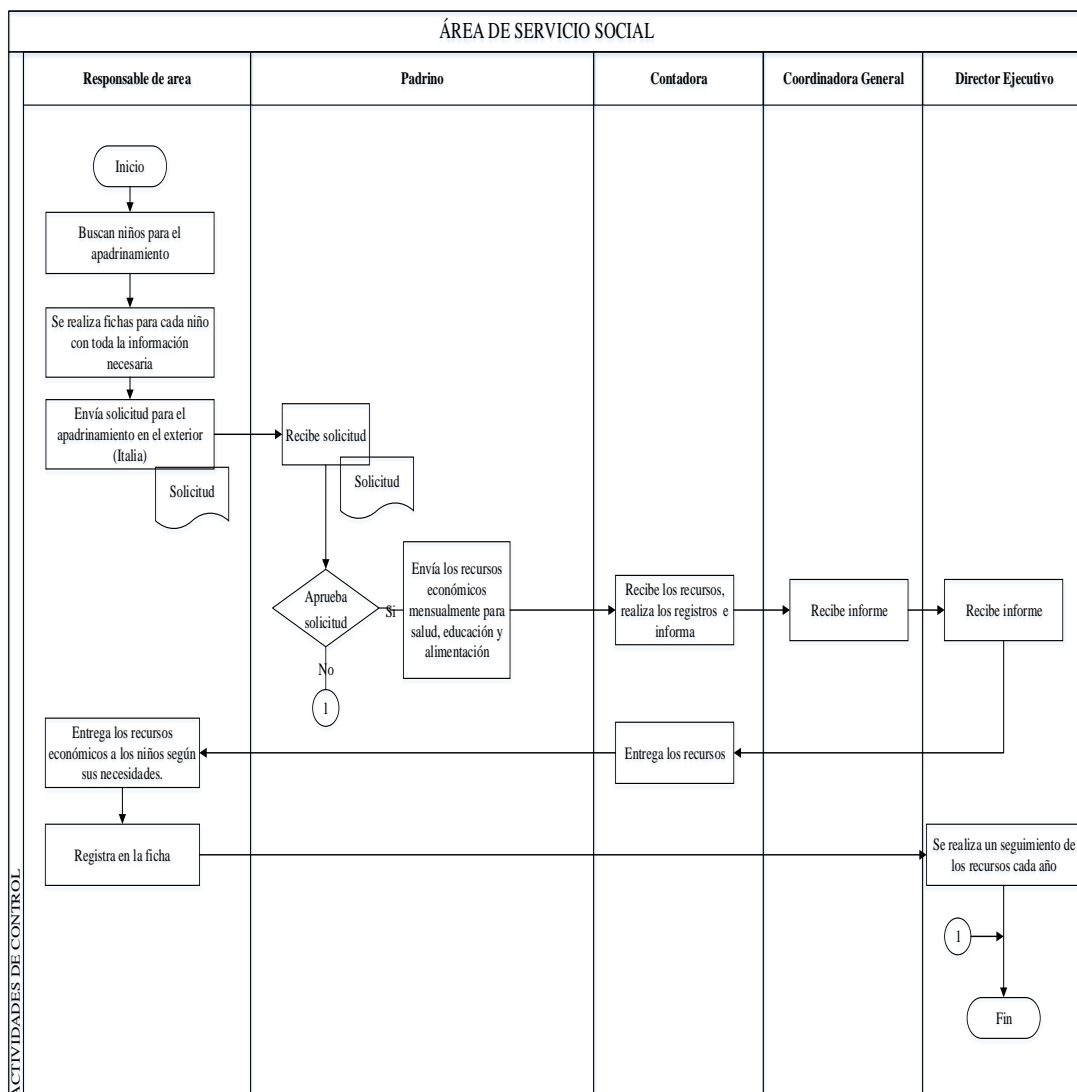 ÁREA DE SERVICIO SOCIAL
Responsable de area
Padrino
Contadora
Coordinadora General
Director Ejecutivo
Inicio
Buscan niños para el
apadrinamiento
Se realiza fichas para cada niño
con toda la información
necesaria
Envía solicitud para el
apadrinamiento en el exterior
(Italia)
Solicitud
Recibe solicitud
Solicitud
Aprueba
solicitud
Si
No
1
Envía los recursos
económicos
mensualmente para
salud, educación y
alimentación
Recibe los recursos,
realiza los registros e
informa
Recibe informe
Recibe informe
Entrega los recursos
Entrega los recursos
económicos a los niños según
sus necesidades.
Registra en la ficha
Se realiza un seguimiento de
los recursos cada año
1
Fin
ACTIVIDADES DE CONTROL